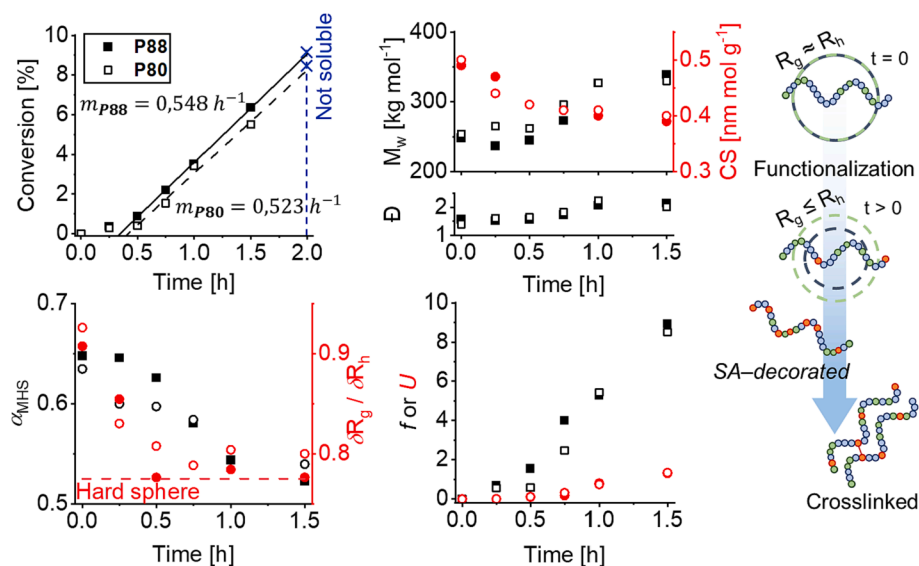 P88
P80
m_P88 = 0,548 h⁻¹
m_P80 = 0,523 h⁻¹
Not soluble
Conversion [%]
10
8
6
4
2
0
0.0 0.5 1.0 1.5 2.0
Time [h]
M_w [kg mol⁻¹]
350
300
250
200
CS [nm mol g⁻¹]
0.5
0.4
0.3
Đ
2
1
0.0 0.5 1.0 1.5
Time [h]
R_g ≈ R_h
t = 0
Functionalization
R_g ≤ R_h
t > 0
SA–decorated
Crosslinked
α_MHS
0.7
0.6
0.5
δR_g / δR_h
0.9
0.8
Hard sphere
0.0 0.5 1.0 1.5
Time [h]
f or U
10
8
6
4
2
0
0.0 0.5 1.0 1.5
Time [h]